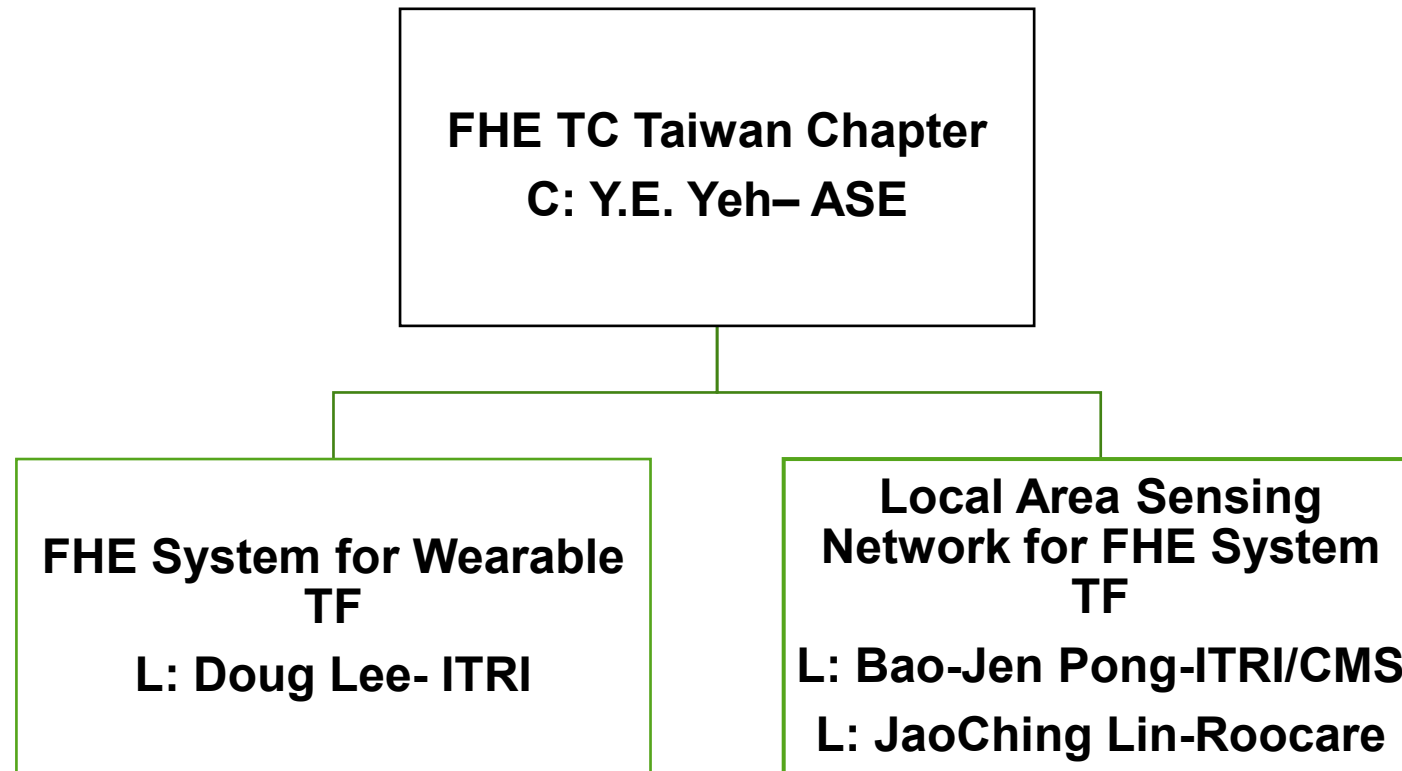 FHE TC Taiwan Chapter
C: Y.E. Yeh– ASE
FHE System for Wearable
TF
L: Doug Lee- ITRI
Local Area Sensing
Network for FHE System
TF
L: Bao-Jen Pong-ITRI/CMS
L: JaoChing Lin-Roocare